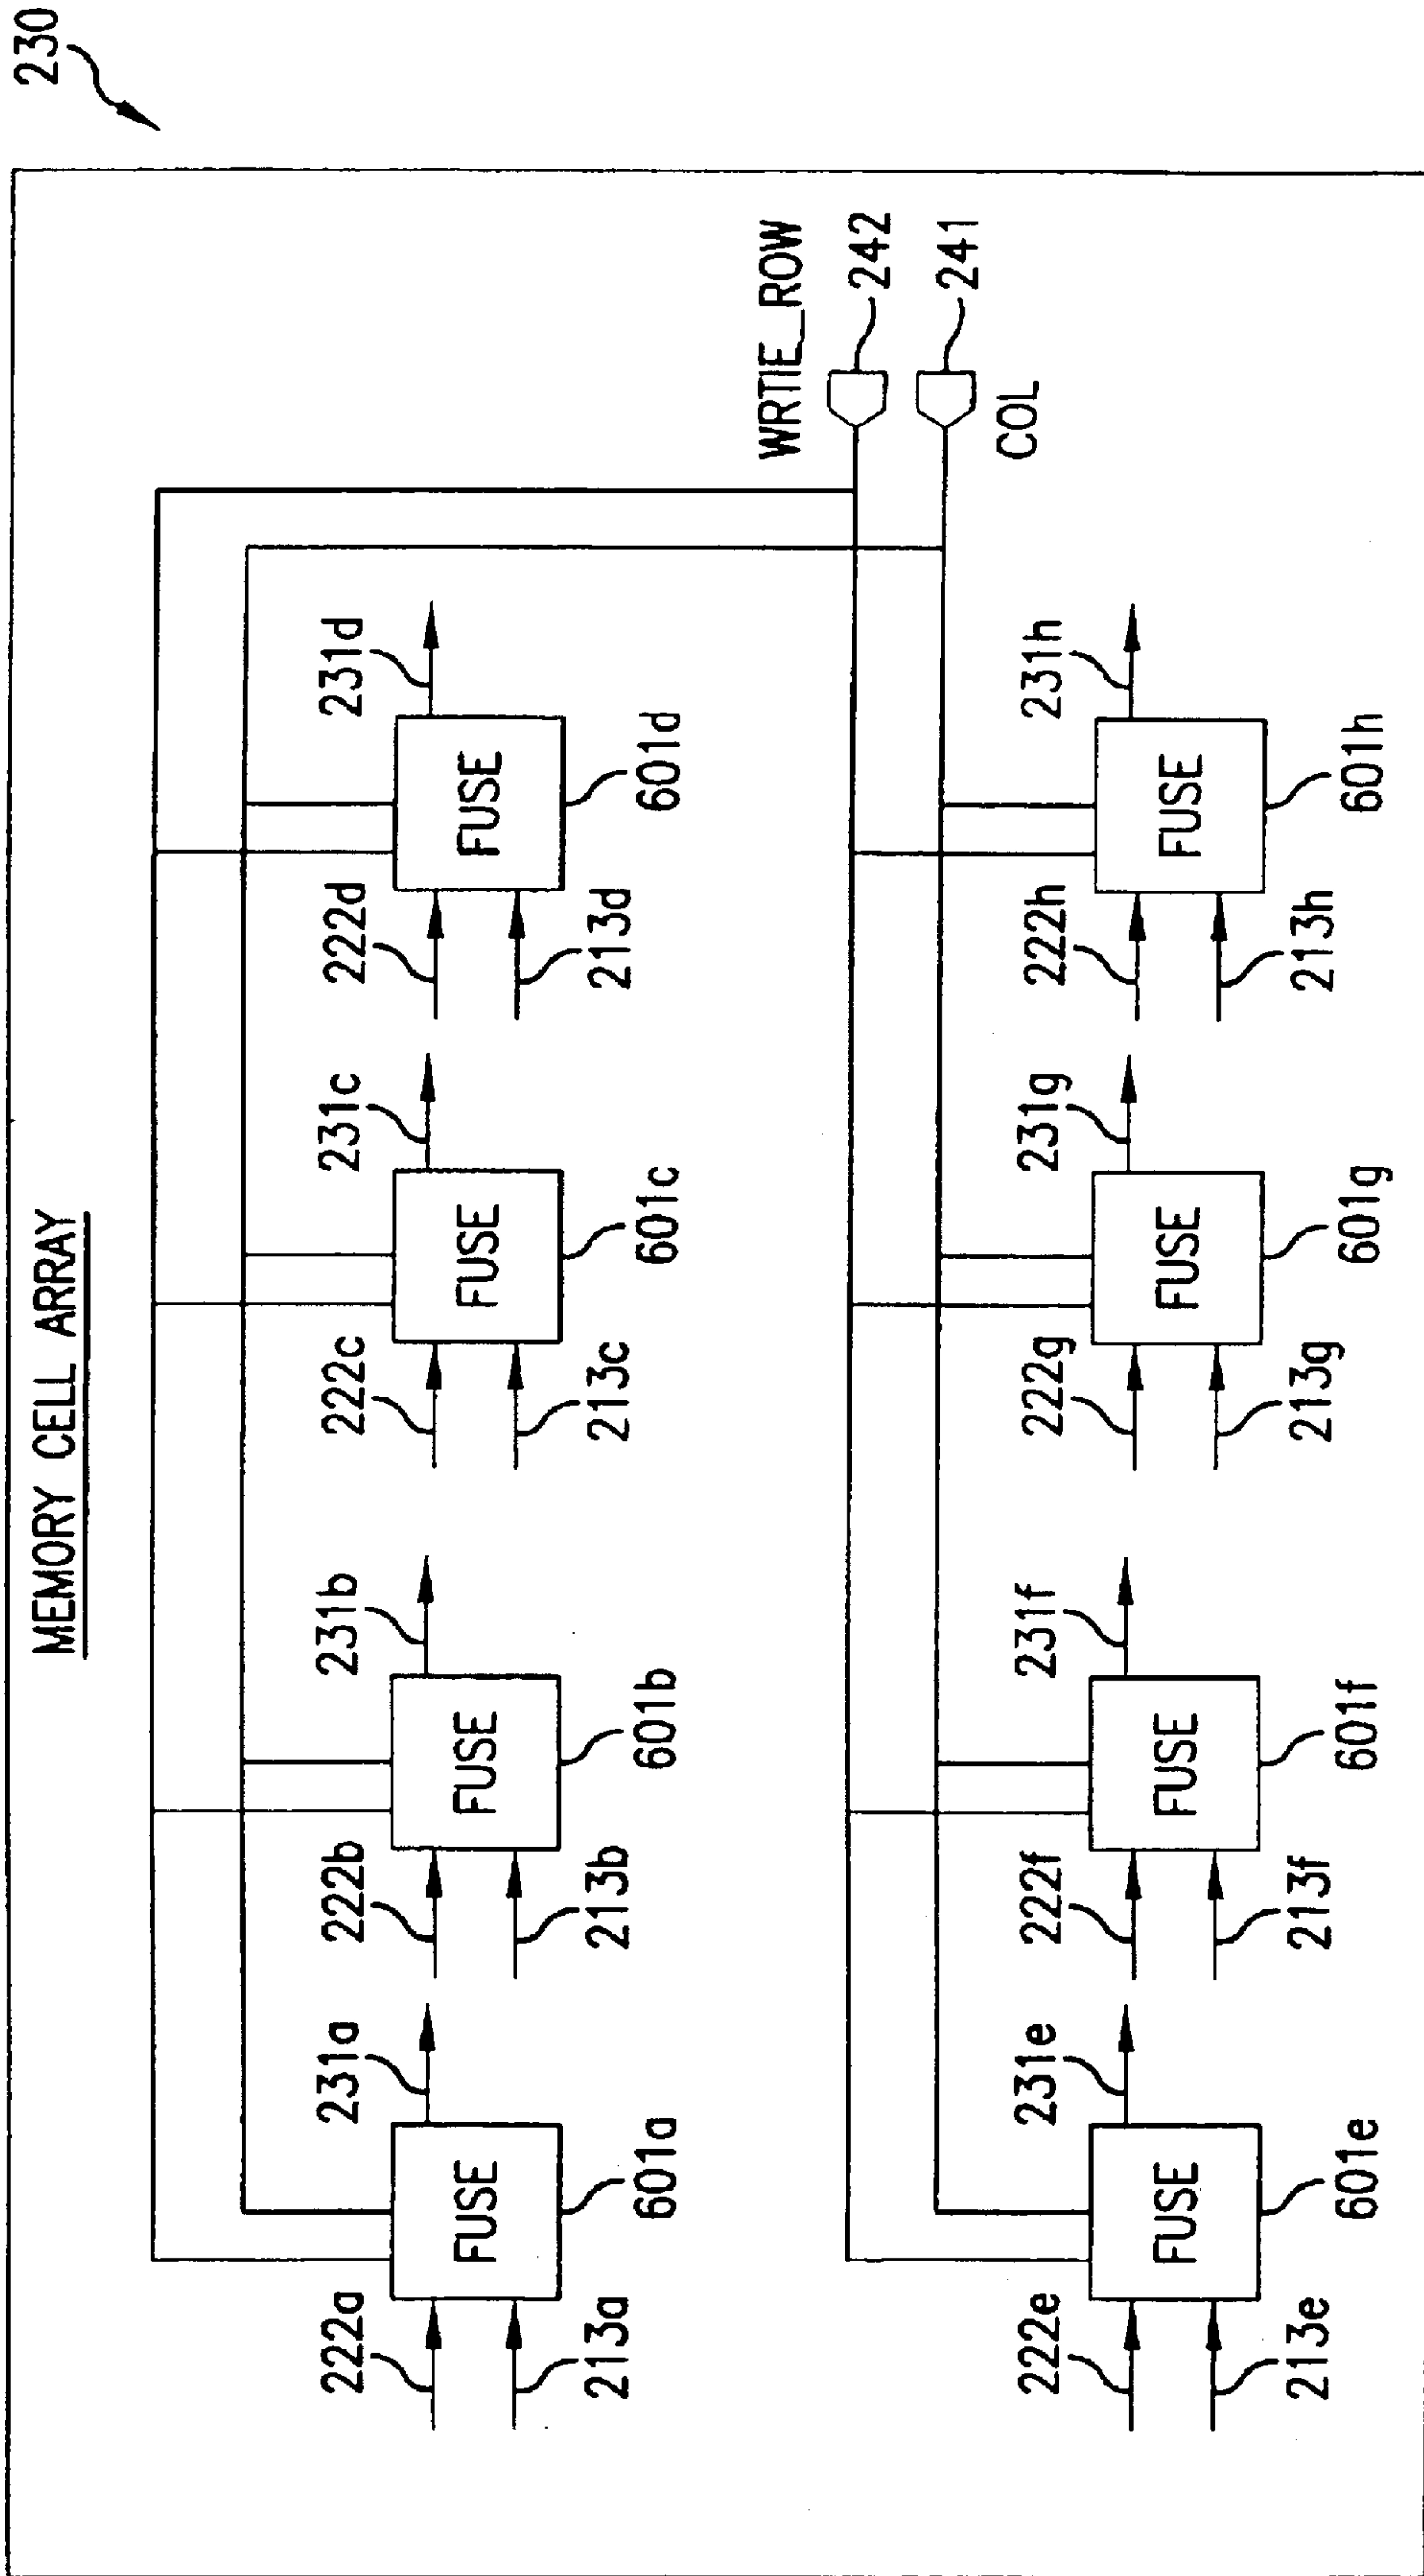 230
MEMORY CELL ARRAY
231a 231b 231c 231d
222a FUSE 222b FUSE 222c FUSE 222d FUSE
213a 601a 213b 601b 213c 601c 213d 601d
WRTIE_ROW
242
241
COL
231e 231f 231g 231h
222e FUSE 222f FUSE 222g FUSE 222h FUSE
213e 601e 213f 601f 213g 601g 213h 601h